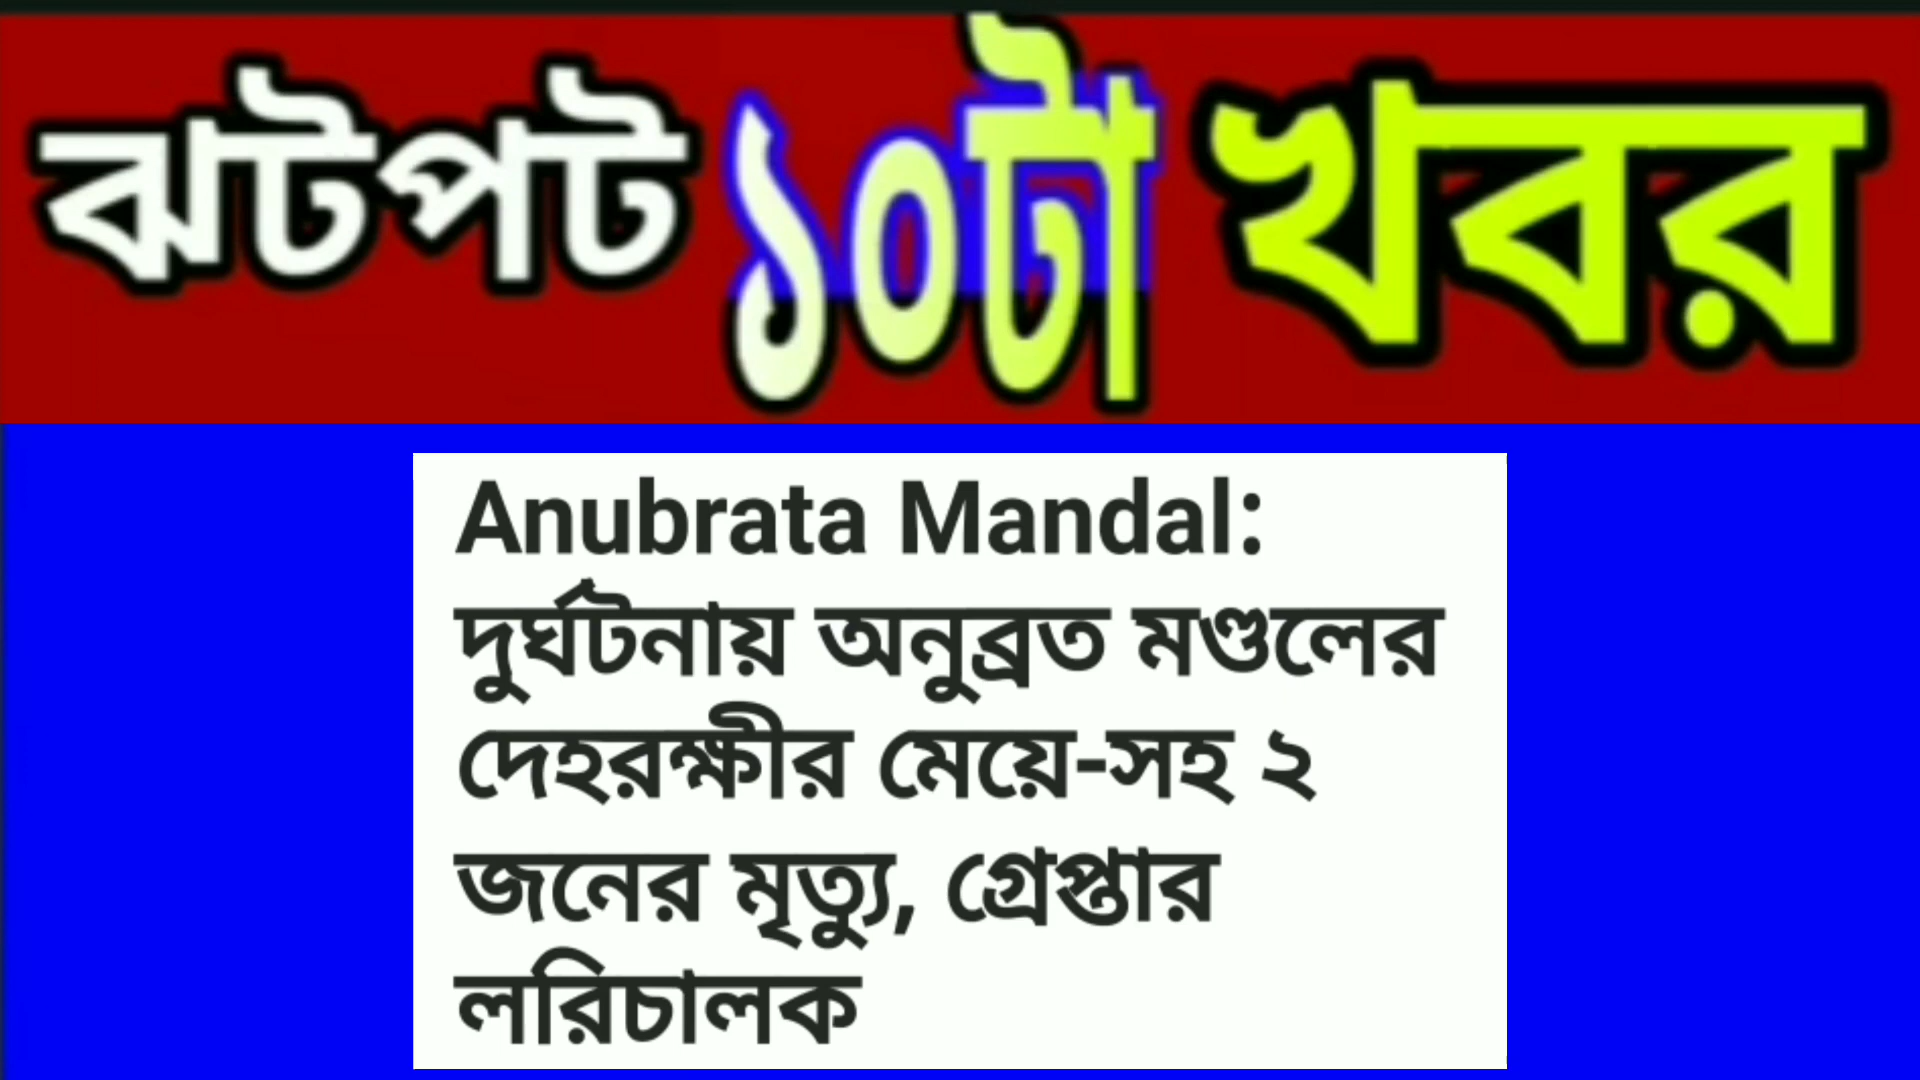 ঝটপট ১০টা খবর
Anubrata Mandal:
দুর্ঘটনায় অনুব্রত মণ্ডলের
দেহরক্ষীর মেয়ে-সহ ২
জনের মৃত্যু, গ্রেপ্তার
লরিচালক